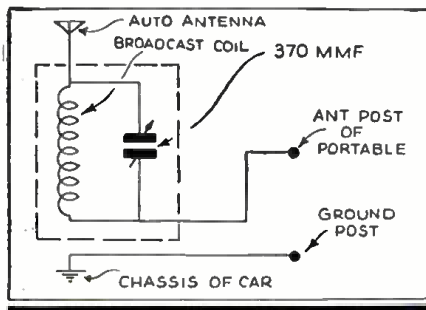 AUTO ANTENNA
BROADCAST COIL
370 MMF
ANT POST
OF
PORTABLE
GROUND
POST
CHASSIS OF CAR